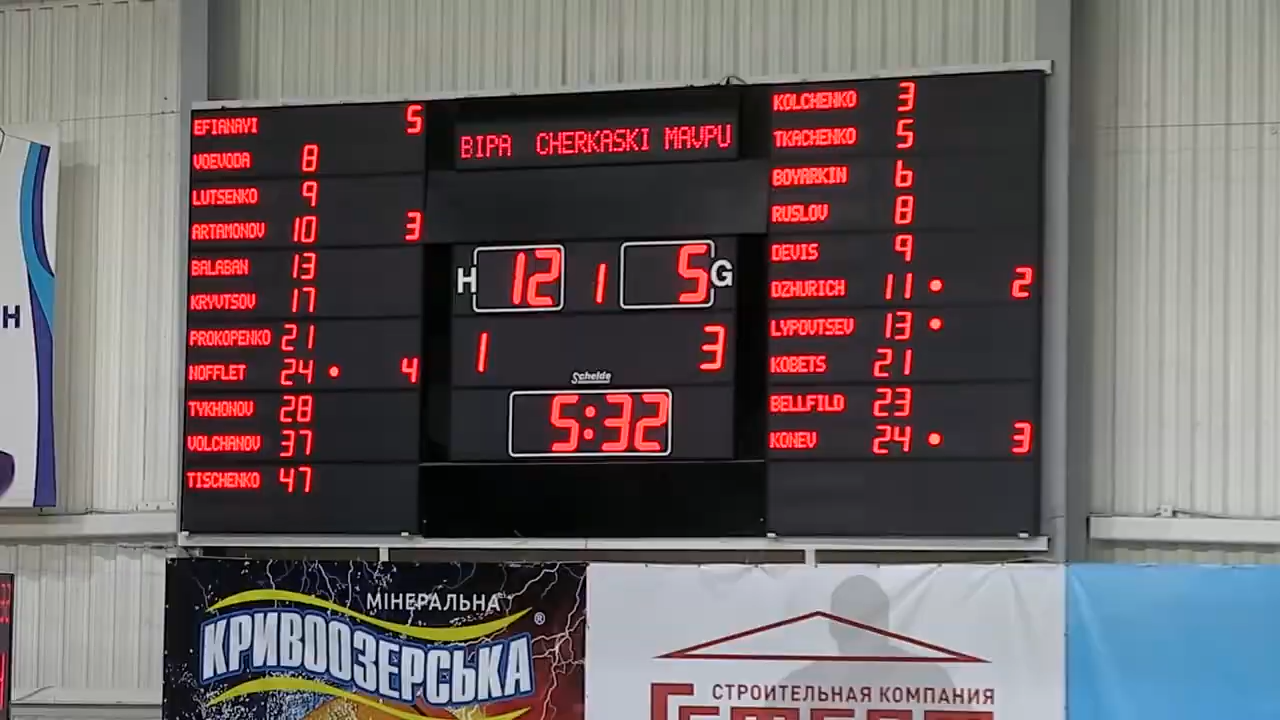 BIPA CHERKASKI MAVPU
EFIANAYI 5
VOEVODA 8
LUTSENKO 9
ARTAMONOV 10 3
BALABAN 13
KRYVTSOV 17
PROKOPENKO 21
NOFFLET 24 • 4
TYKHONOV 28
VOLCHANOV 37
TISCHENKO 47
H 12 1 5 G
1 3
Schelde
5:32
KOLCHENKO 3
TKACHENKO 5
BOYARKIN 6
RUSLOV 8
DEVIS 9
DZHURICH 11 • 2
LYPOVTSEV 13 •
KOBETS 21
BELLFILD 23
KONEV 24 • 3
Н
МІНЕРАЛЬНА
КРИВООЗЕРСЬКА ®
СТРОИТЕЛЬНАЯ КОМПАНИЯ